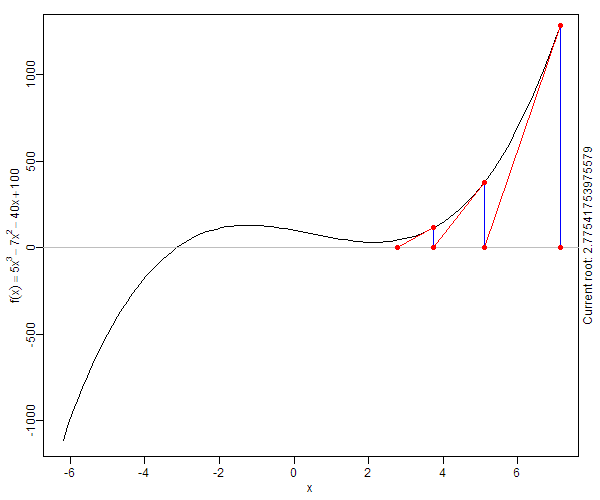 f(x) = 5x³ − 7x² − 40x + 100
1000
500
0
-500
-1000
-6 -4 -2 0 2 4 6
x
Current root: 2.77541753975579